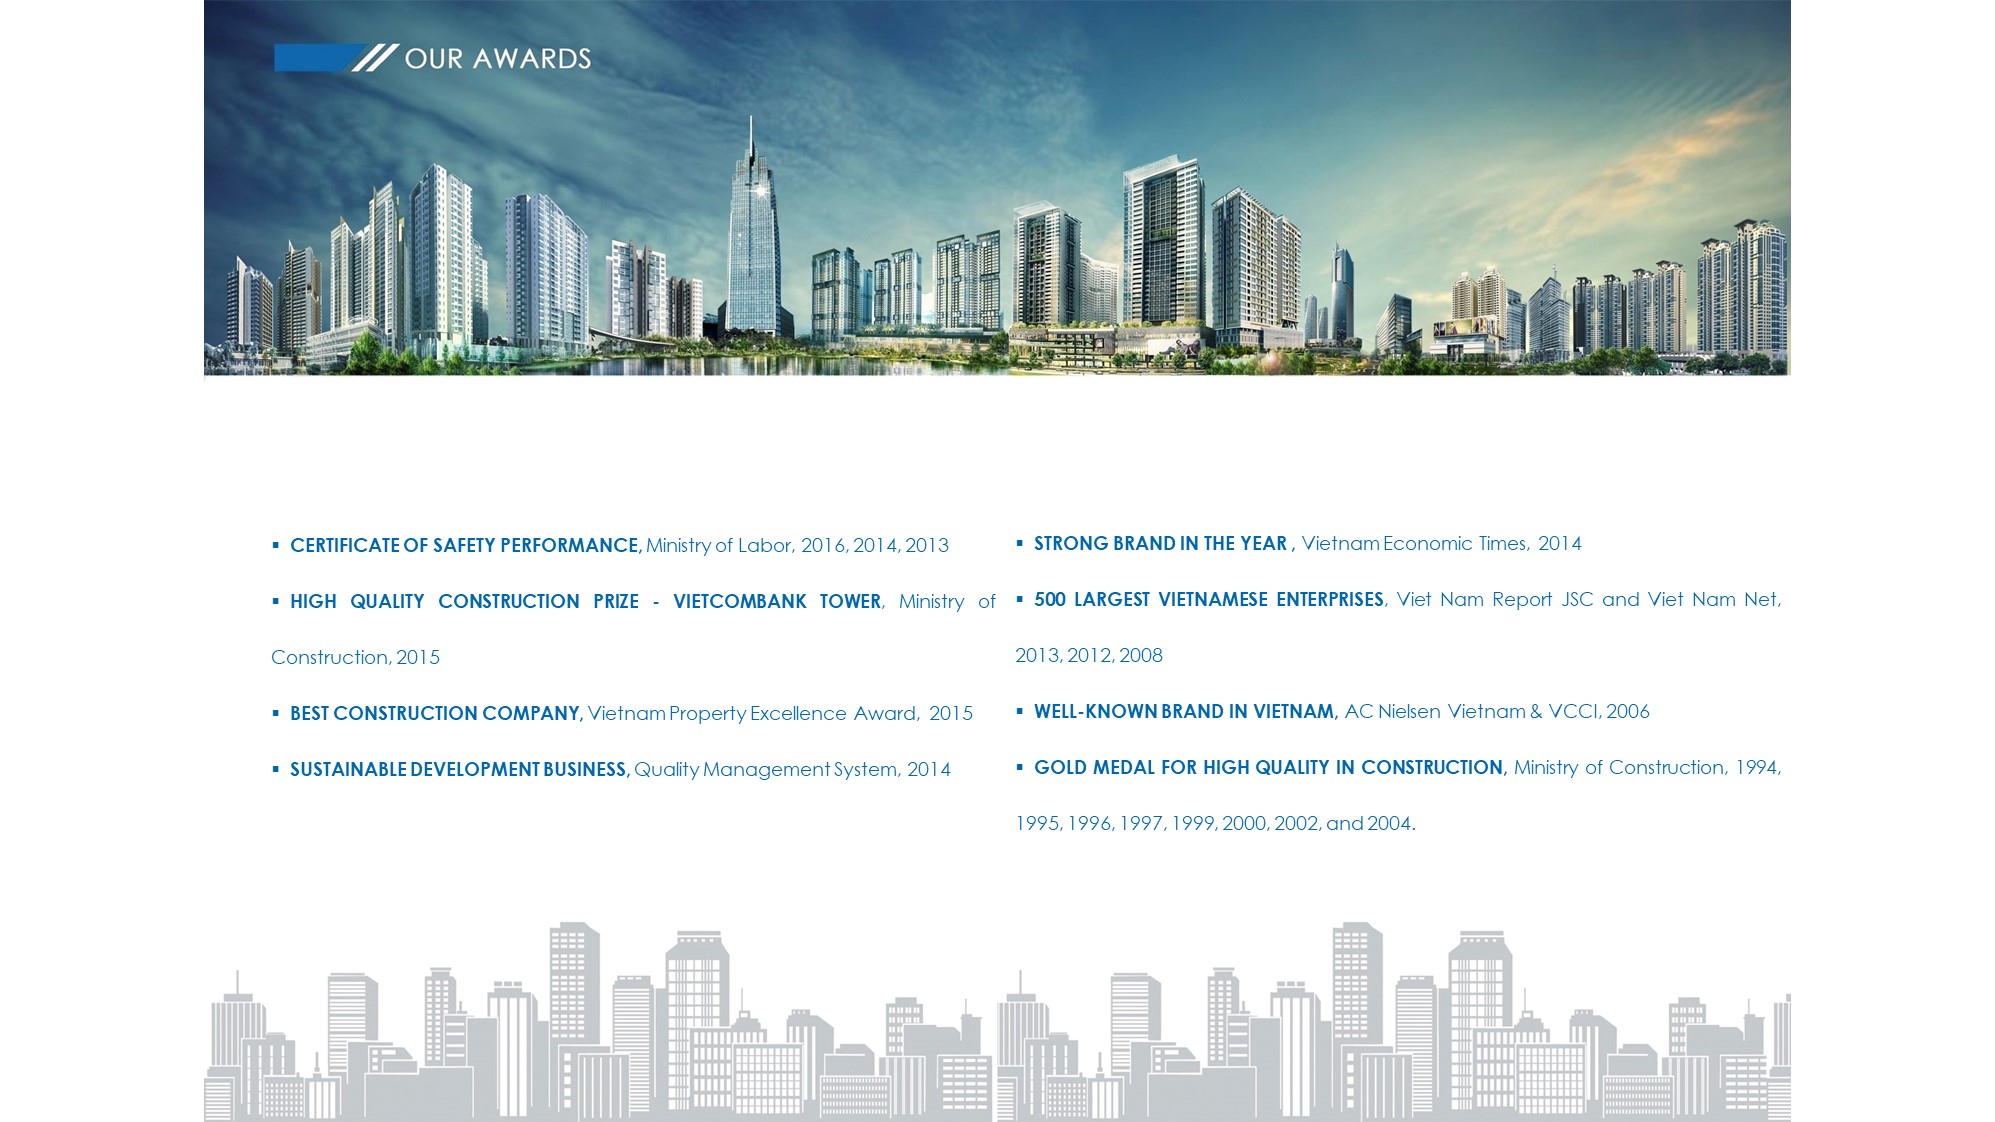 OUR AWARDS
▪ CERTIFICATE OF SAFETY PERFORMANCE, Ministry of Labor, 2016, 2014, 2013
▪ HIGH QUALITY CONSTRUCTION PRIZE - VIETCOMBANK TOWER, Ministry of
Construction, 2015
▪ BEST CONSTRUCTION COMPANY, Vietnam Property Excellence Award, 2015
▪ SUSTAINABLE DEVELOPMENT BUSINESS, Quality Management System, 2014
▪ STRONG BRAND IN THE YEAR , Vietnam Economic Times, 2014
▪ 500 LARGEST VIETNAMESE ENTERPRISES, Viet Nam Report JSC and Viet Nam Net,
2013, 2012, 2008
▪ WELL-KNOWN BRAND IN VIETNAM, AC Nielsen Vietnam & VCCI, 2006
▪ GOLD MEDAL FOR HIGH QUALITY IN CONSTRUCTION, Ministry of Construction, 1994,
1995, 1996, 1997, 1999, 2000, 2002, and 2004.